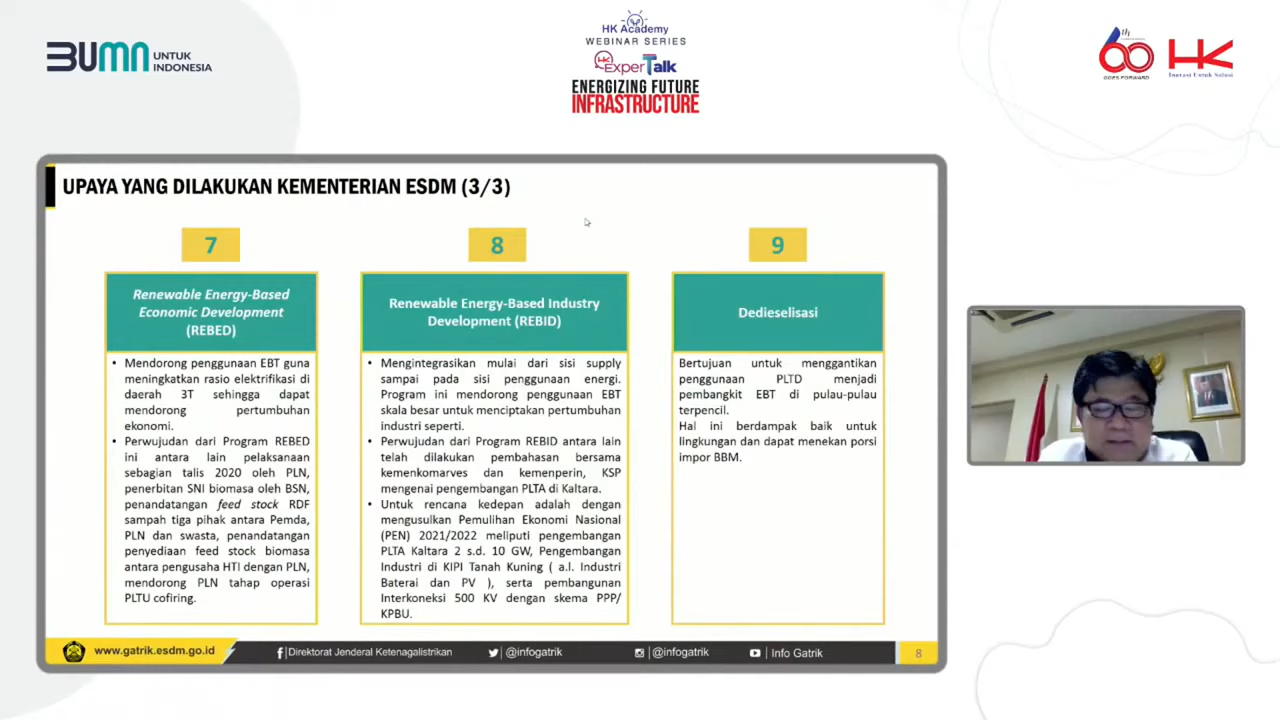 BUMN UNTUK
INDONESIA
HK Academy
WEBINAR SERIES
HK ExperTalk
ENERGIZING FUTURE
INFRASTRUCTURE
60th
GOES FORWARD
HK
Inovasi Untuk Solusi
UPAYA YANG DILAKUKAN KEMENTERIAN ESDM (3/3)
7
Renewable Energy-Based
Economic Development
(REBED)
• Mendorong penggunaan EBT guna
meningkatkan rasio elektrifikasi di
daerah 3T sehingga dapat
mendorong pertumbuhan
ekonomi.
• Perwujudan dari Program REBED
ini antara lain pelaksanaan
sebagian talis 2020 oleh PLN,
penerbitan SNI biomasa oleh BSN,
penandatangan feed stock RDF
sampah tiga pihak antara Pemda,
PLN dan swasta, penandatangan
penyediaan feed stock biomasa
antara pengusaha HTI dengan PLN,
mendorong PLN tahap operasi
PLTU cofiring.
8
Renewable Energy-Based Industry
Development (REBID)
• Mengintegrasikan mulai dari sisi supply
sampai pada sisi penggunaan energi.
Program ini mendorong penggunaan EBT
skala besar untuk menciptakan pertumbuhan
industri seperti.
• Perwujudan dari Program REBID antara lain
telah dilakukan pembahasan bersama
kemenkomarves dan kemenperin, KSP
mengenai pengembangan PLTA di Kaltara.
• Untuk rencana kedepan adalah dengan
mengusulkan Pemulihan Ekonomi Nasional
(PEN) 2021/2022 meliputi pengembangan
PLTA Kaltara 2 s.d. 10 GW, Pengembangan
Industri di KIPI Tanah Kuning ( a.l. Industri
Baterai dan PV ), serta pembangunan
Interkoneksi 500 KV dengan skema PPP/
KPBU.
9
Dedieselisasi
Bertujuan untuk menggantikan
penggunaan PLTD menjadi
pembangkit EBT di pulau-pulau
terpencil.
Hal ini berdampak baik untuk
lingkungan dan dapat menekan porsi
impor BBM.
www.gatrik.esdm.go.id
f |Direktorat Jenderal Ketenagalistrikan
|@infogatrik
|@infogatrik
| Info Gatrik
8